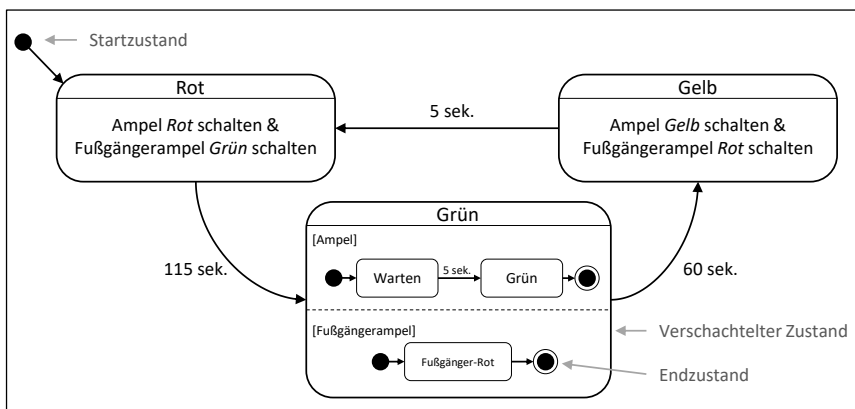 Startzustand
Rot
Ampel Rot schalten &
Fußgängerampel Grün schalten
5 sek.
Gelb
Ampel Gelb schalten &
Fußgängerampel Rot schalten
115 sek.
Grün
[Ampel]
Warten
5 sek.
Grün
[Fußgängerampel]
Fußgänger-Rot
60 sek.
Verschachtelter Zustand
Endzustand